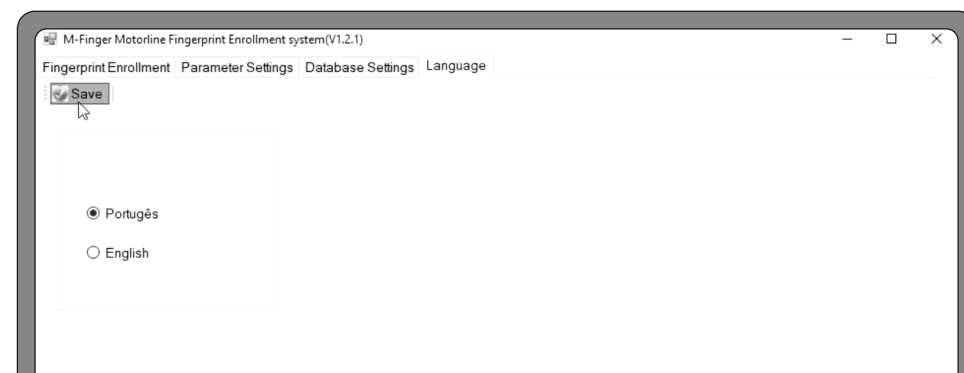 M-Finger Motorline Fingerprint Enrollment system(V1.2.1)
Fingerprint Enrollment Parameter Settings Database Settings Language
Save
Portugês
English